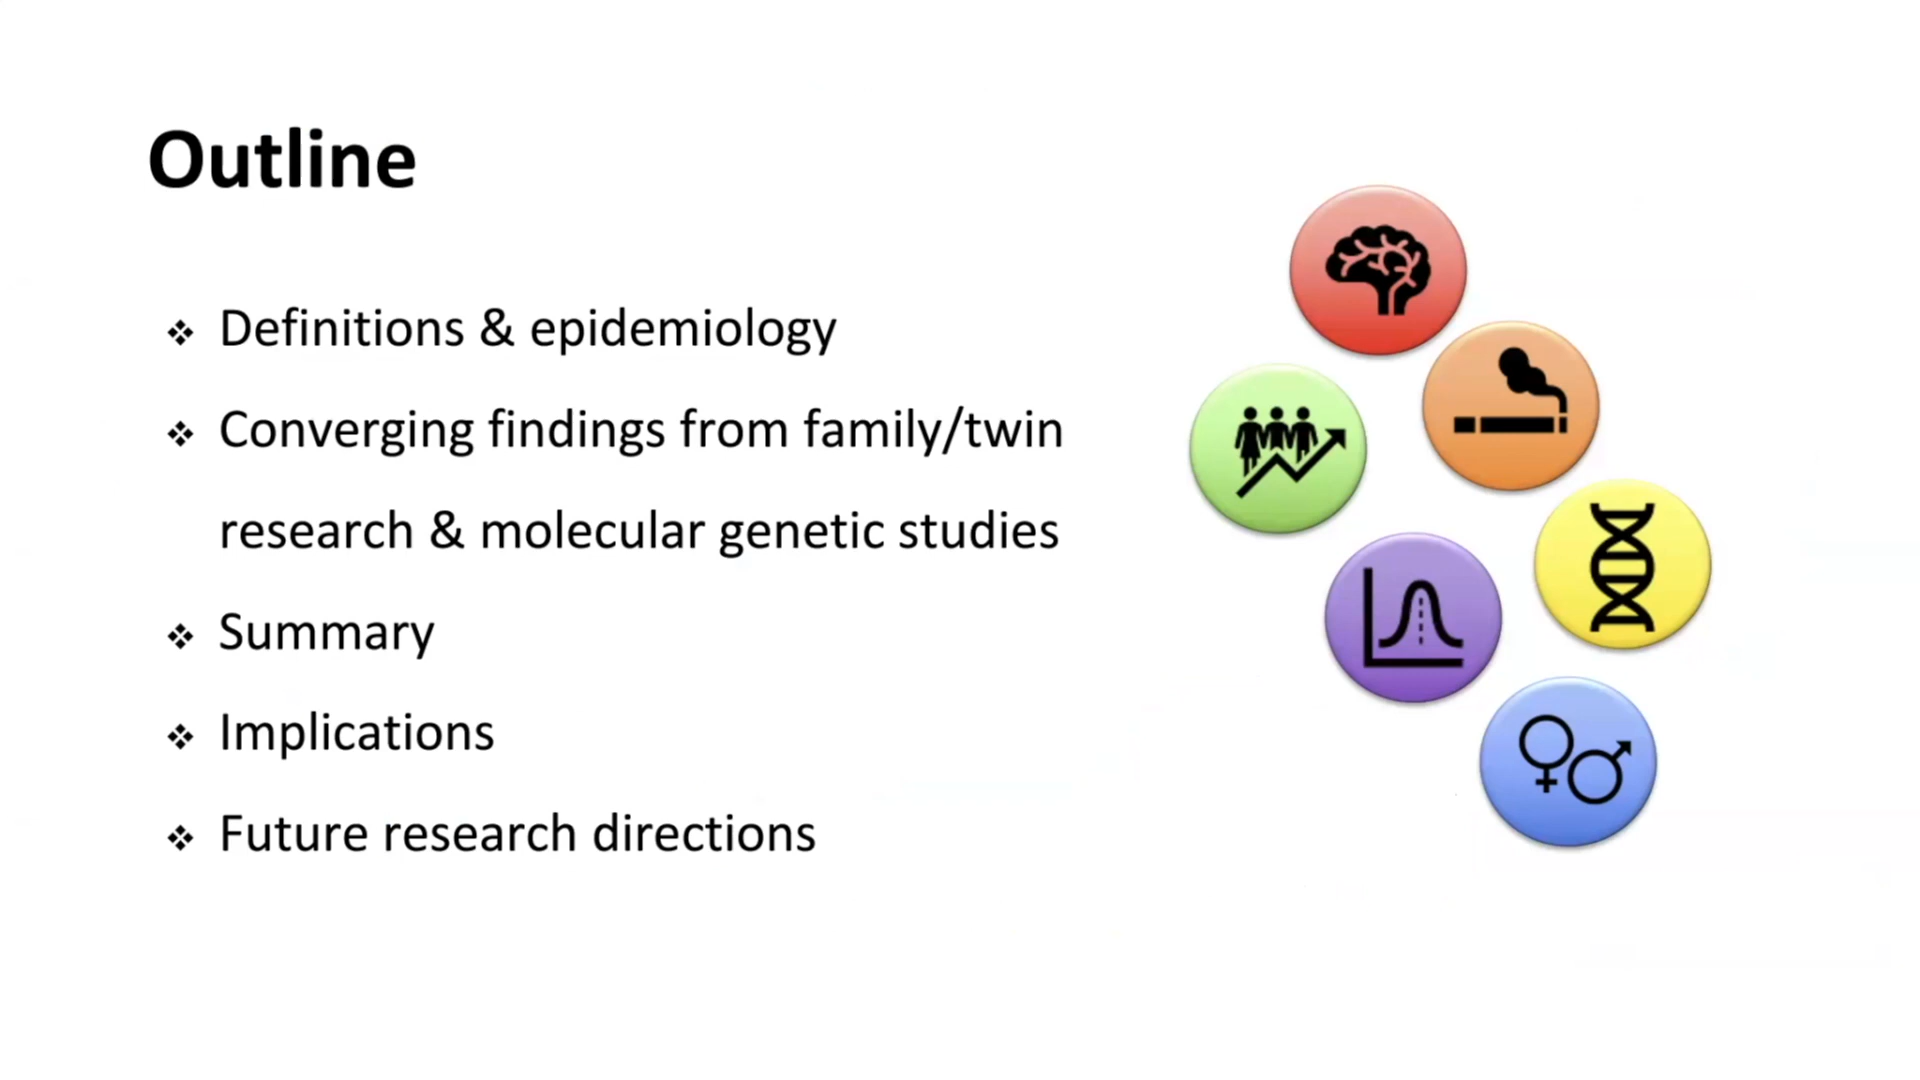 Outline
❖ Definitions & epidemiology
❖ Converging findings from family/twin
research & molecular genetic studies
❖ Summary
❖ Implications
❖ Future research directions